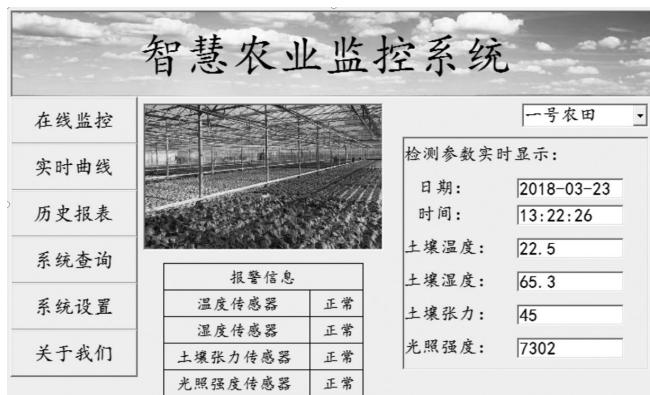 智慧农业监控系统
在线监控
实时曲线
历史报表
系统查询
系统设置
关于我们
报警信息
温度传感器 正常
湿度传感器 正常
土壤张力传感器 正常
光照强度传感器 正常
一号农田
检测参数实时显示：
日期： 2018-03-23
时间： 13:22:26
土壤温度： 22.5
土壤湿度： 65.3
土壤张力： 45
光照强度： 7302